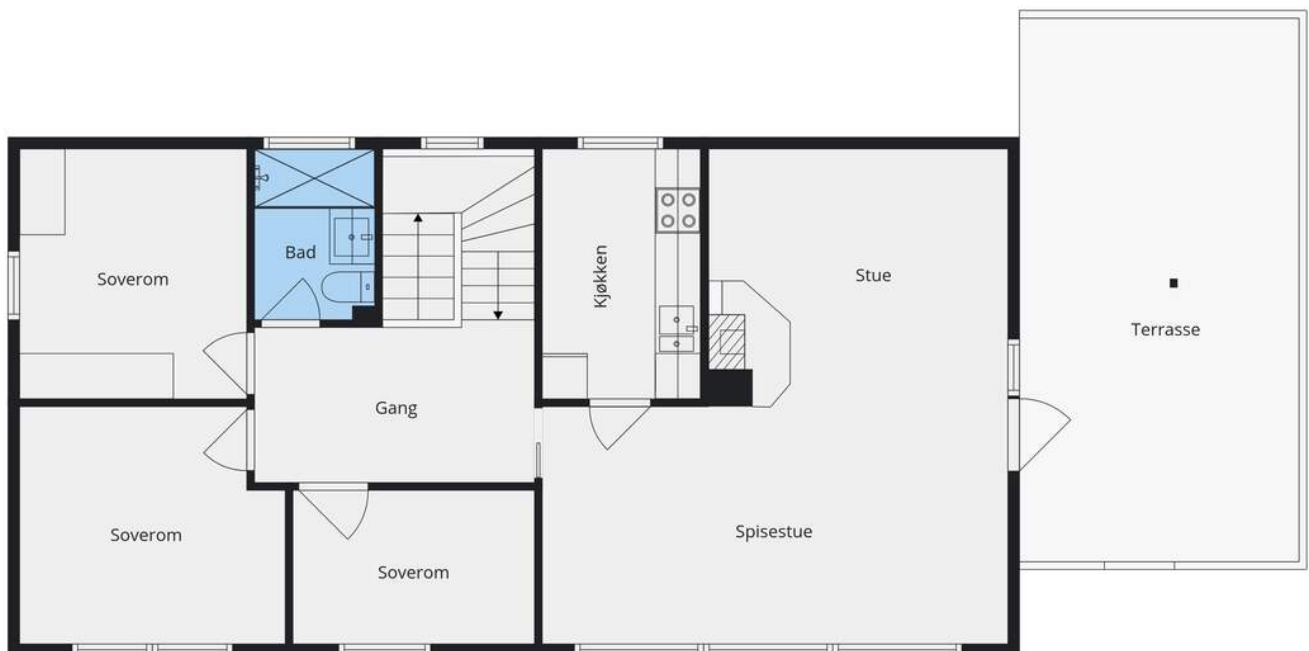 Soverom
Bad
Kjøkken
Stue
Terrasse
Gang
Soverom
Soverom
Spisestue